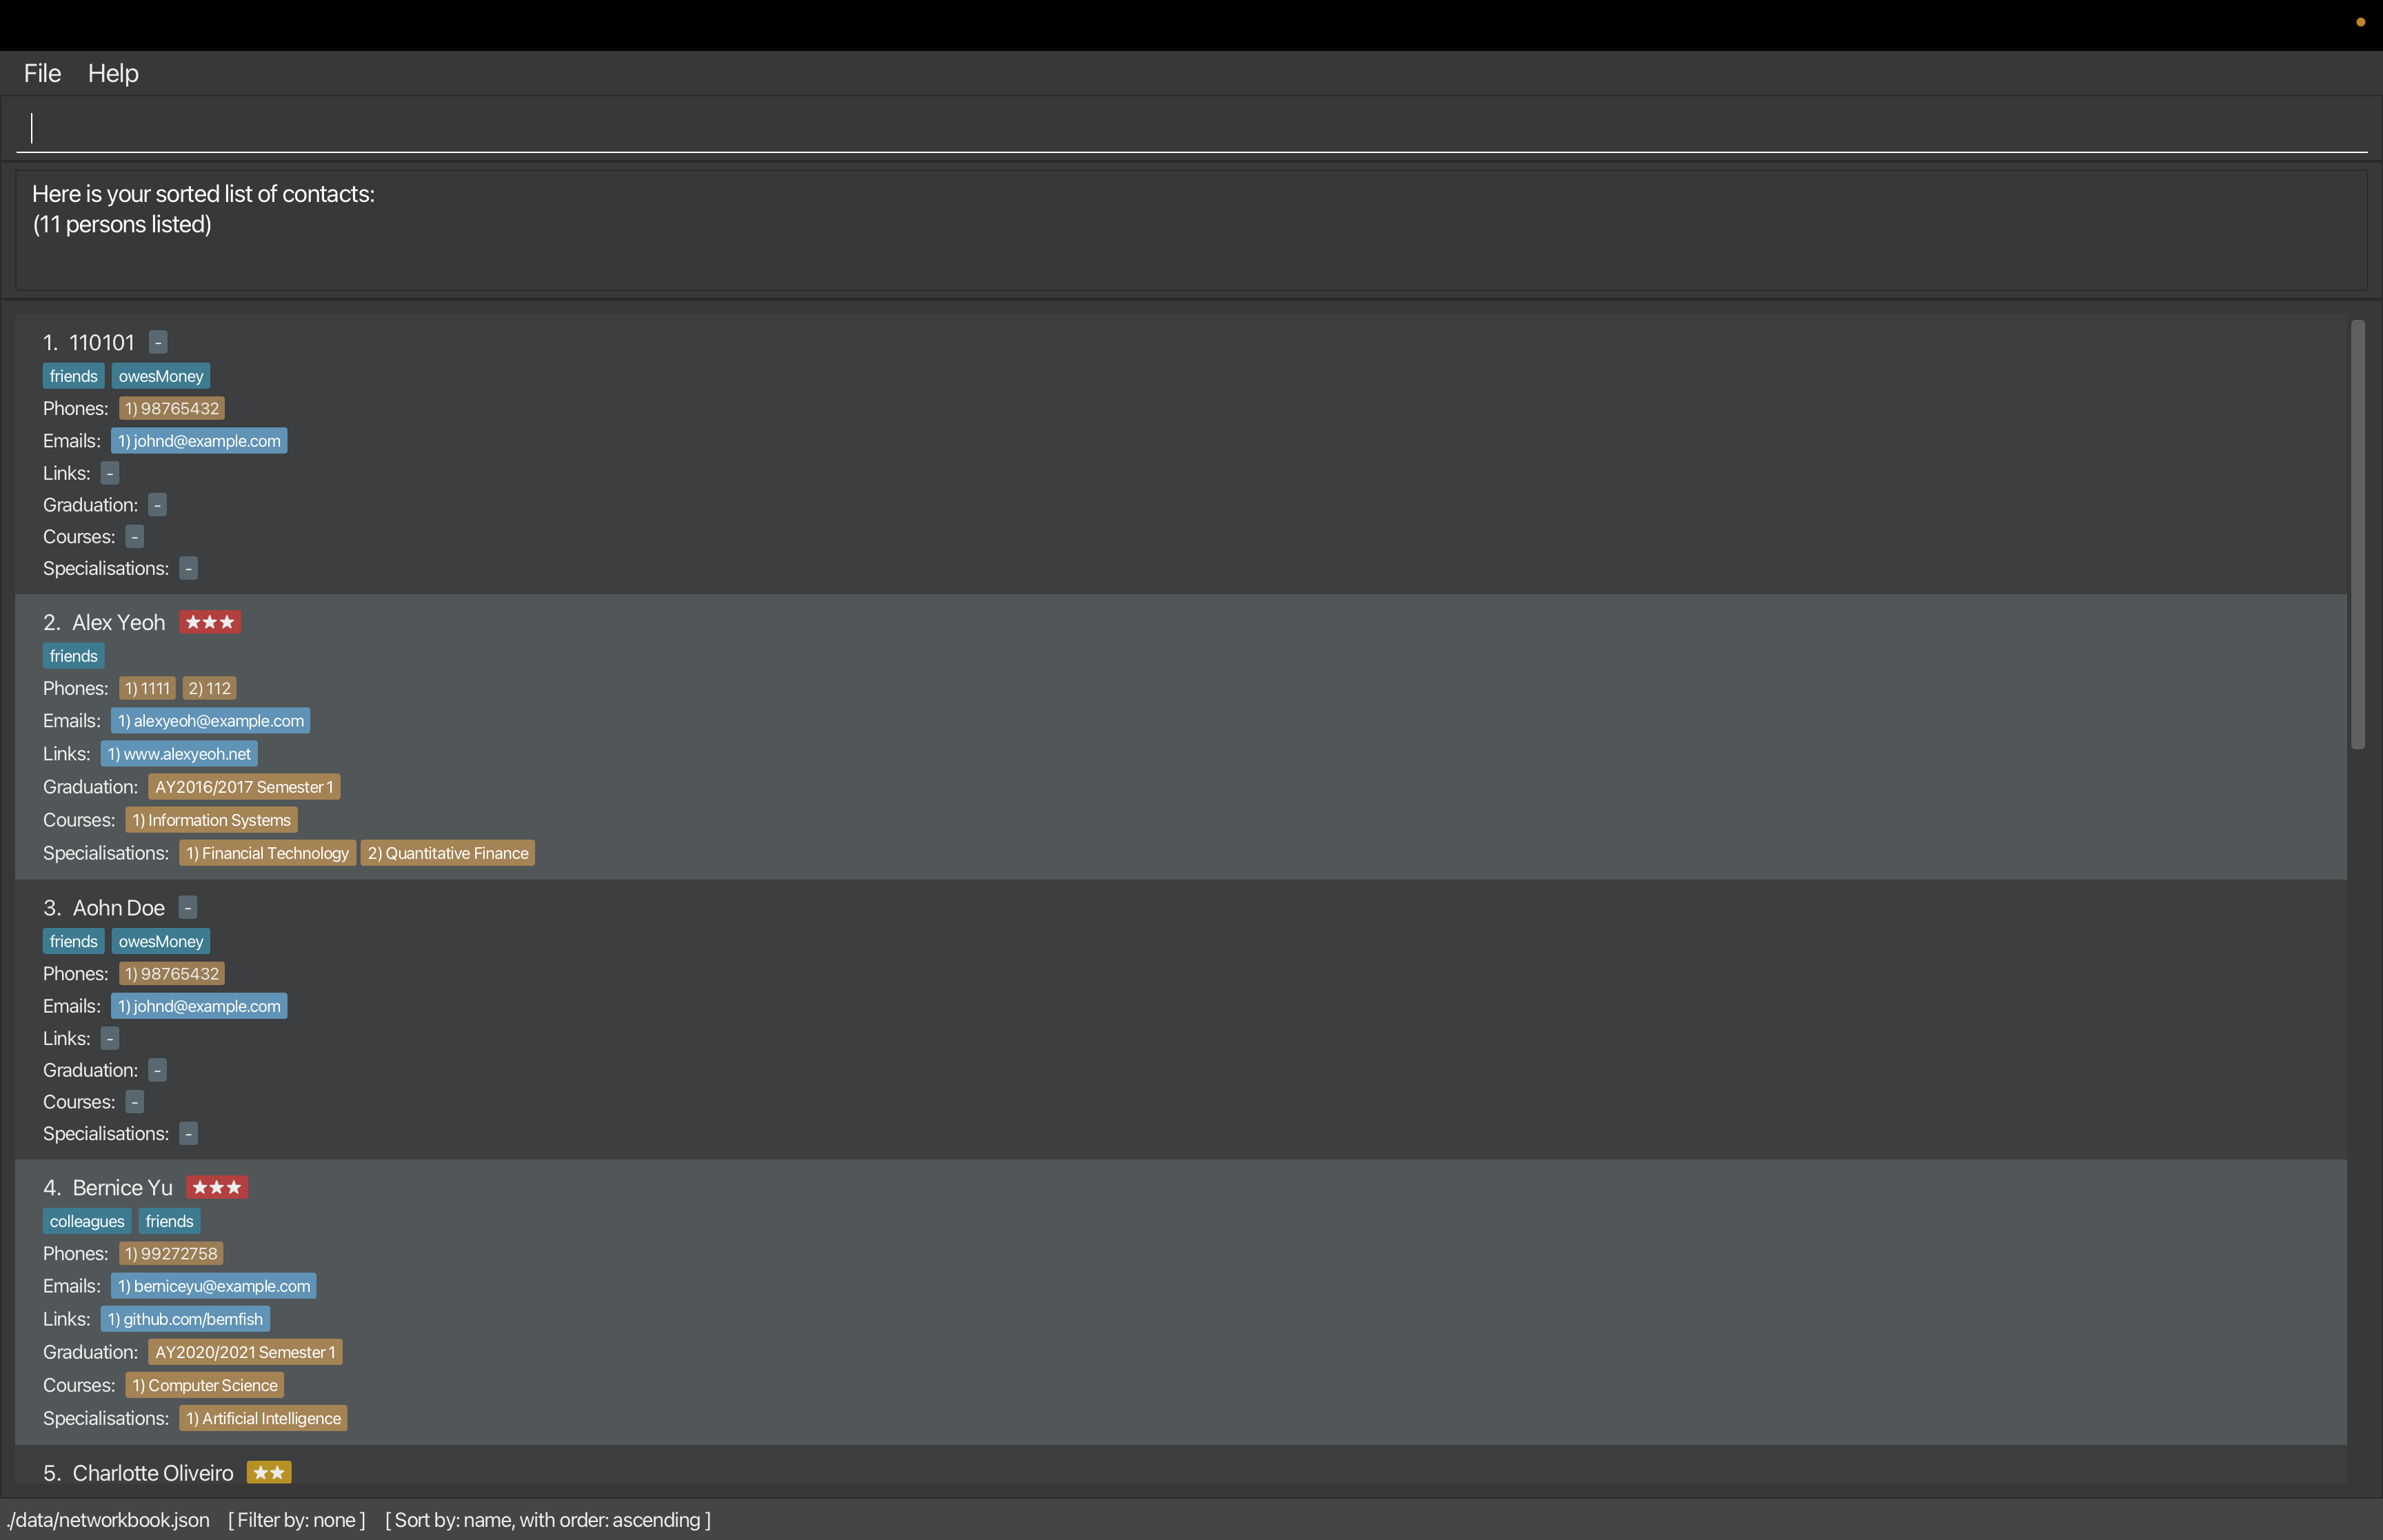 File Help
Here is your sorted list of contacts:
(11 persons listed)
1. 110101 -
friends owesMoney
Phones: 1) 98765432
Emails: 1) johnd@example.com
Links: -
Graduation: -
Courses: -
Specialisations: -
2. Alex Yeoh ★★★
friends
Phones: 1) 1111 2) 112
Emails: 1) alexyeoh@example.com
Links: 1) www.alexyeoh.net
Graduation: AY2016/2017 Semester 1
Courses: 1) Information Systems
Specialisations: 1) Financial Technology 2) Quantitative Finance
3. Aohn Doe -
friends owesMoney
Phones: 1) 98765432
Emails: 1) johnd@example.com
Links: -
Graduation: -
Courses: -
Specialisations: -
4. Bernice Yu ★★★
colleagues friends
Phones: 1) 99272758
Emails: 1) berniceyu@example.com
Links: 1) github.com/bernfish
Graduation: AY2020/2021 Semester 1
Courses: 1) Computer Science
Specialisations: 1) Artificial Intelligence
5. Charlotte Oliveiro ★★
./data/networkbook.json [ Filter by: none ] [ Sort by: name, with order: ascending ]